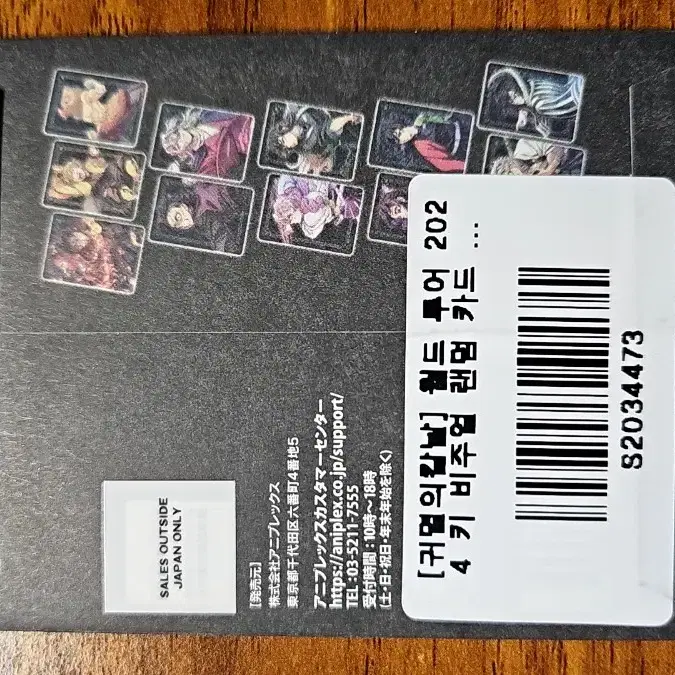 SALES OUTSIDE
JAPAN ONLY
[発売元]
株式会社アニプレックス
東京都千代田区六番町4番地5
アニプレックスカスタマーセンター
https://aniplex.co.jp/support/
TEL:03-5211-7555
受付時間:10時〜18時
(土・日・祝日・年末年始を除く)
[귀멸의칼날] 월드 투어 202
4 키 비주얼 랜덤 카드 ...
S2034473